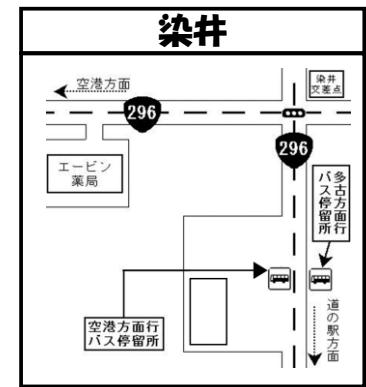 染井
空港方面
染井
交差点
296
296
エービン
薬局
多古方面行
バス停留所
空港方面行
バス停留所
道の駅方面